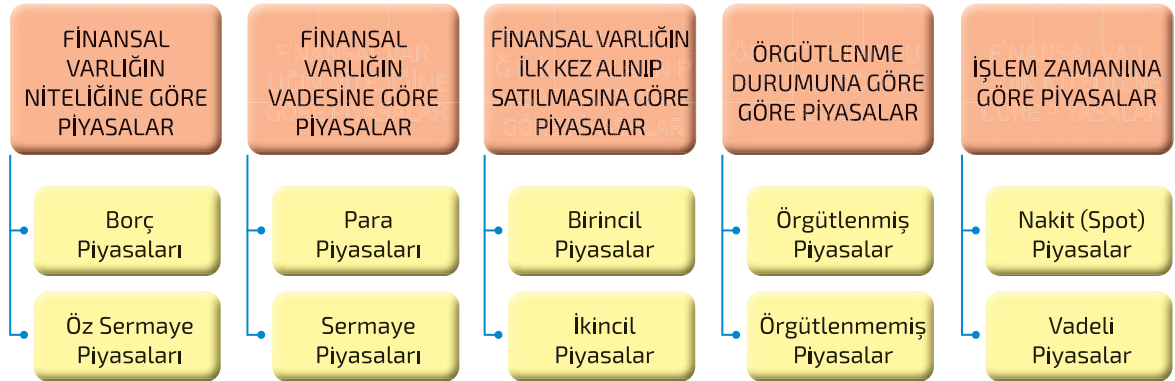 FİNANSAL
VARLIĞIN
NİTELİĞİNE GÖRE
PİYASALAR
Borç
Piyasaları
Öz Sermaye
Piyasaları
FİNANSAL
VARLIĞIN
VADESİNE GÖRE
PİYASALAR
Para
Piyasaları
Sermaye
Piyasaları
FİNANSAL VARLIĞIN
İLK KEZ ALINIP
SATILMASINA GÖRE
PİYASALAR
Birincil
Piyasalar
İkincil
Piyasalar
ÖRGÜTLENME
DURUMUNA GÖRE
GÖRE PİYASALAR
Örgütlenmiş
Piyasalar
Örgütlenmemiş
Piyasalar
İŞLEM ZAMANINA
GÖRE PİYASALAR
Nakit (Spot)
Piyasalar
Vadeli
Piyasalar